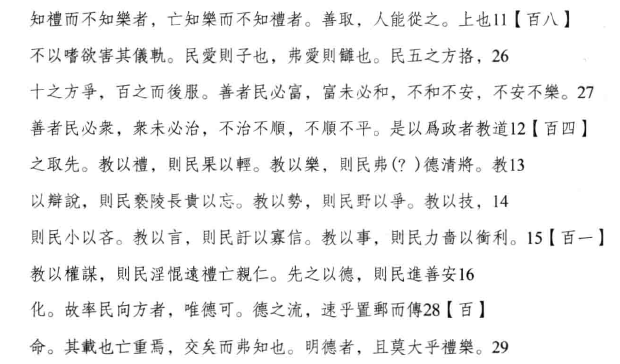 知禮而不知樂者，亡知樂而不知禮者。善取，人能從之。上也11【百八】
不以嗜欲害其儀軌。民愛則子也，弗愛則讎也。民五之方挌，26
十之方爭，百之而後服。善者民必富，富未必和，不和不安，不安不樂。27
善者民必衆，衆未必治，不治不順，不順不平。是以爲政者教道12【百四】
之取先。教以禮，則民果以輕。教以樂，則民弗(？)德清將。教13
以辯說，則民褻陵長貴以忘。教以勢，則民野以爭。教以技，14
則民小以吝。教以言，則民訏以寡信。教以事，則民力嗇以銜利。15【百一】
教以權謀，則民淫惃遠禮亡親仁。先之以德，則民進善安16
化。故率民向方者，唯德可。德之流，速乎置郵而傳28【百】
命。其載也亡重焉，交矣而弗知也。明德者，且莫大乎禮樂。29